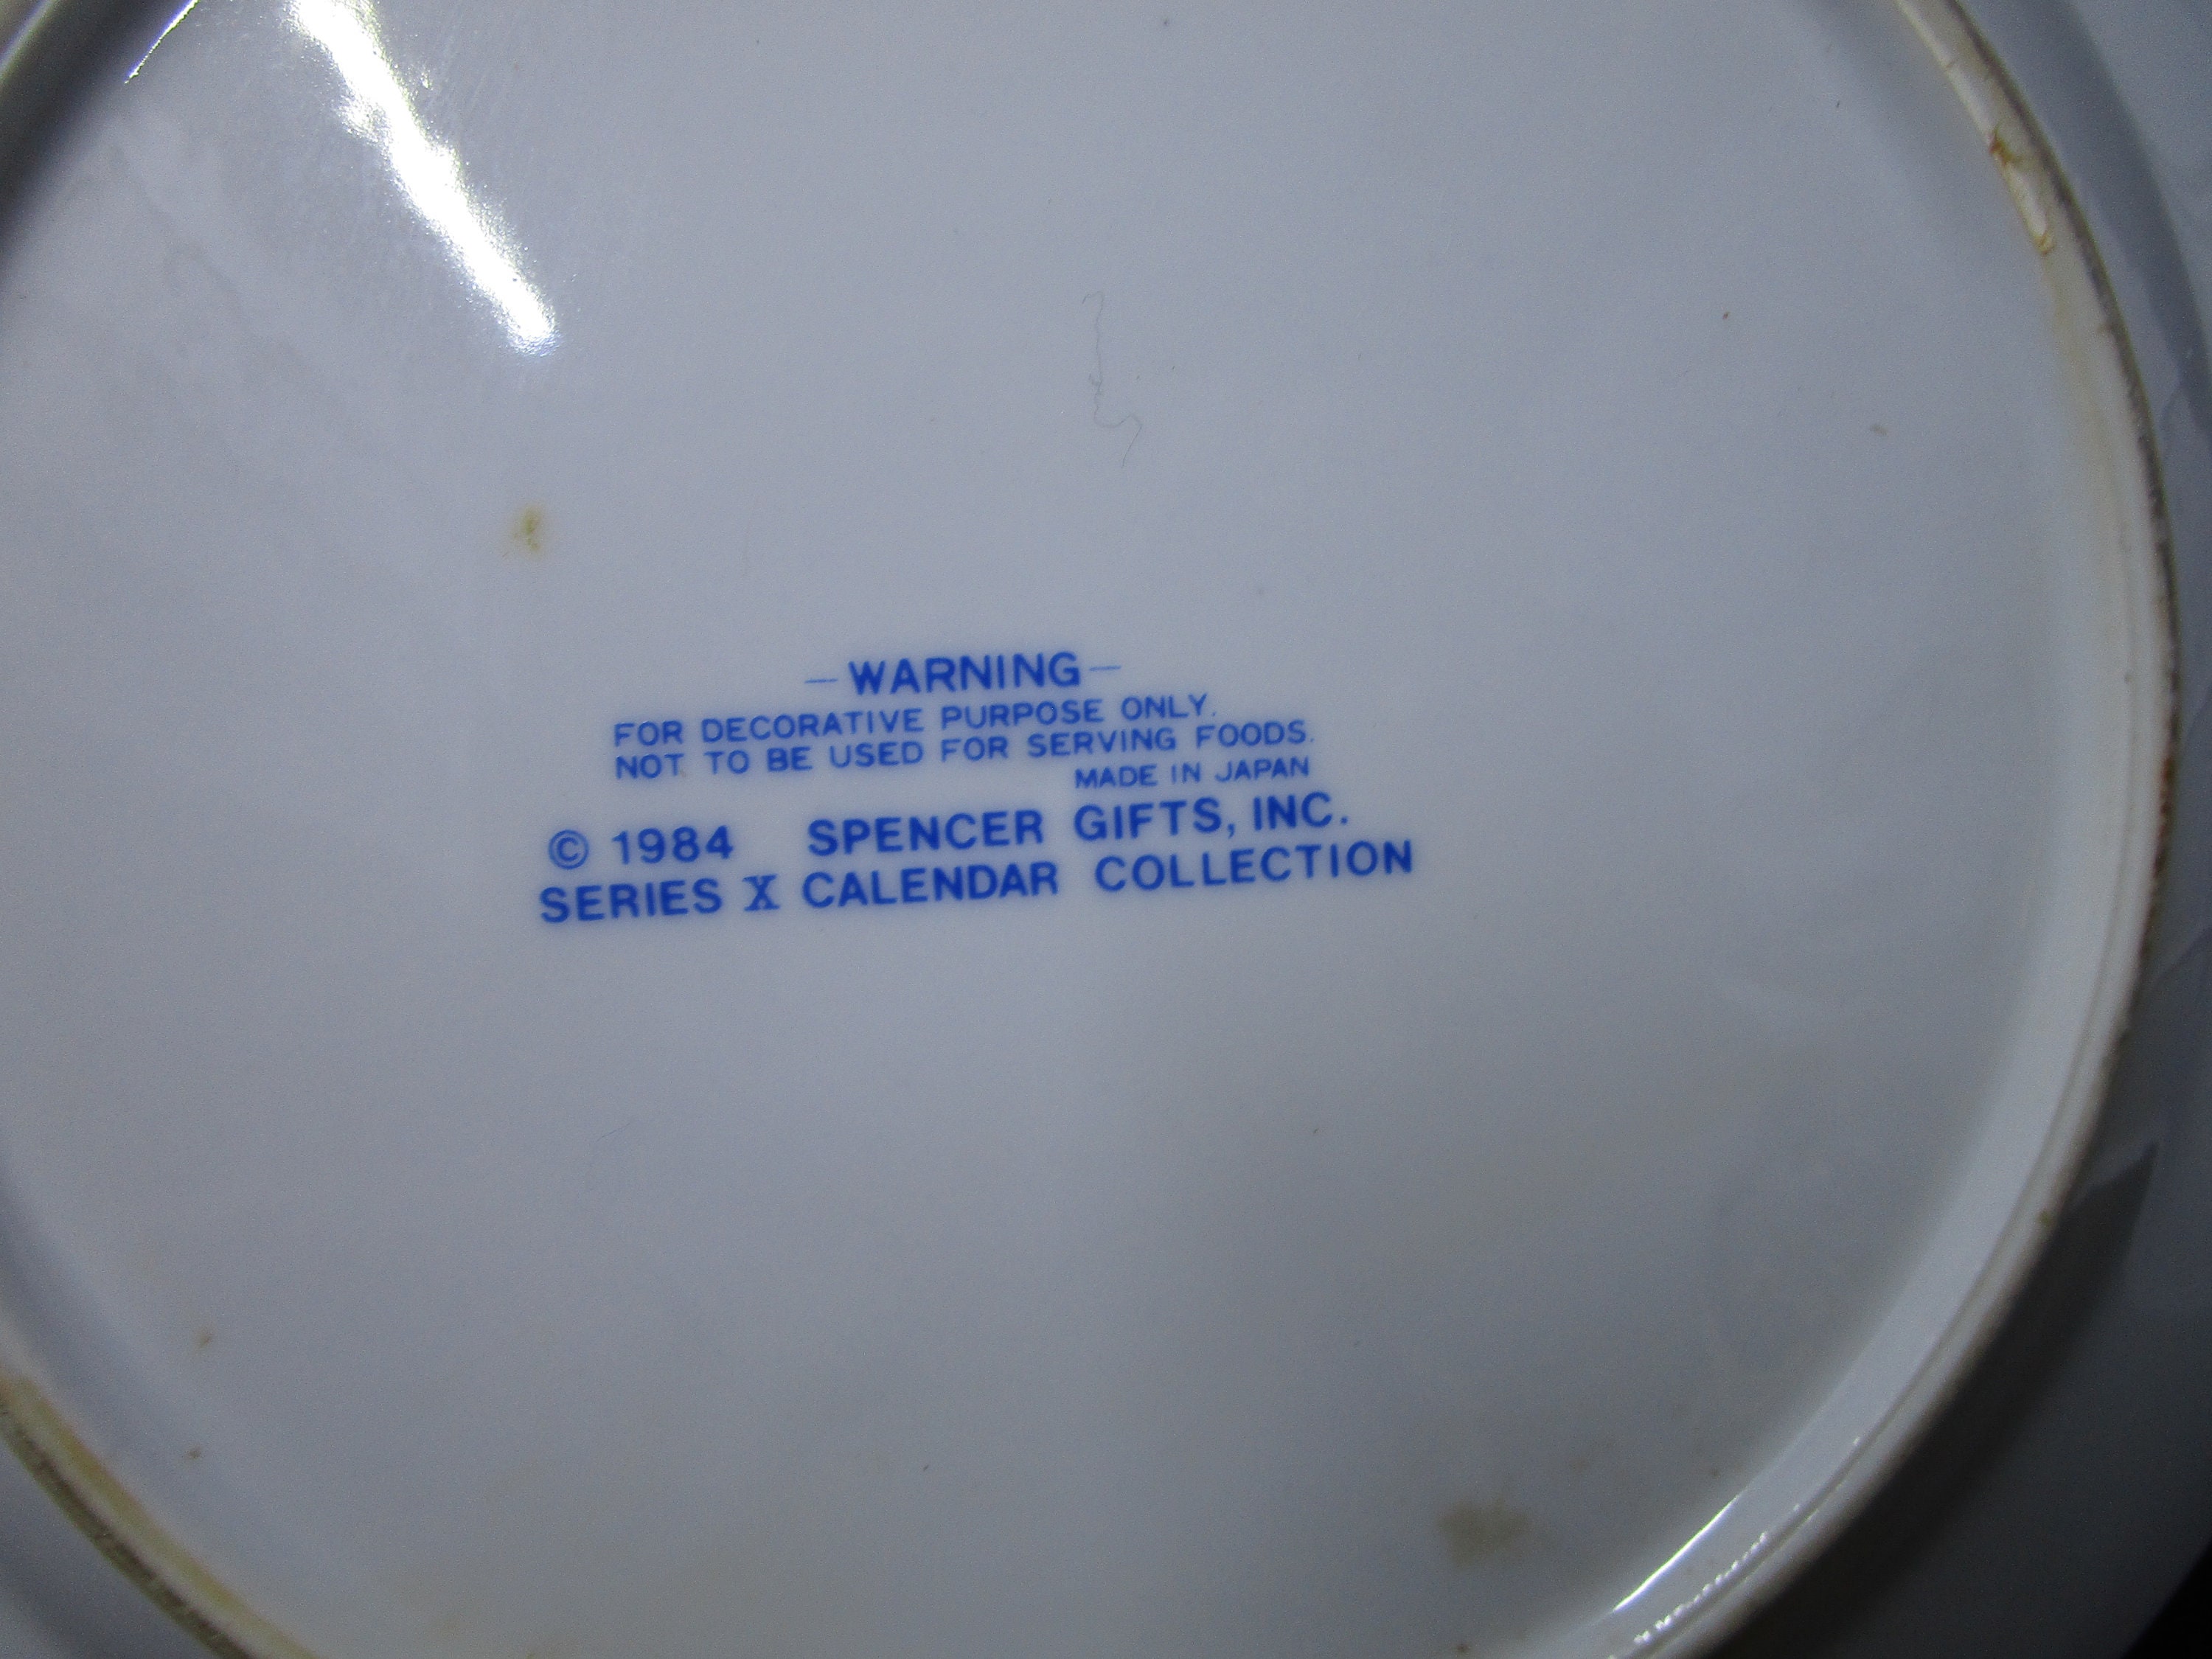 —WARNING—
FOR DECORATIVE PURPOSE ONLY.
NOT TO BE USED FOR SERVING FOODS.
MADE IN JAPAN
© 1984 SPENCER GIFTS, INC.
SERIES X CALENDAR COLLECTION